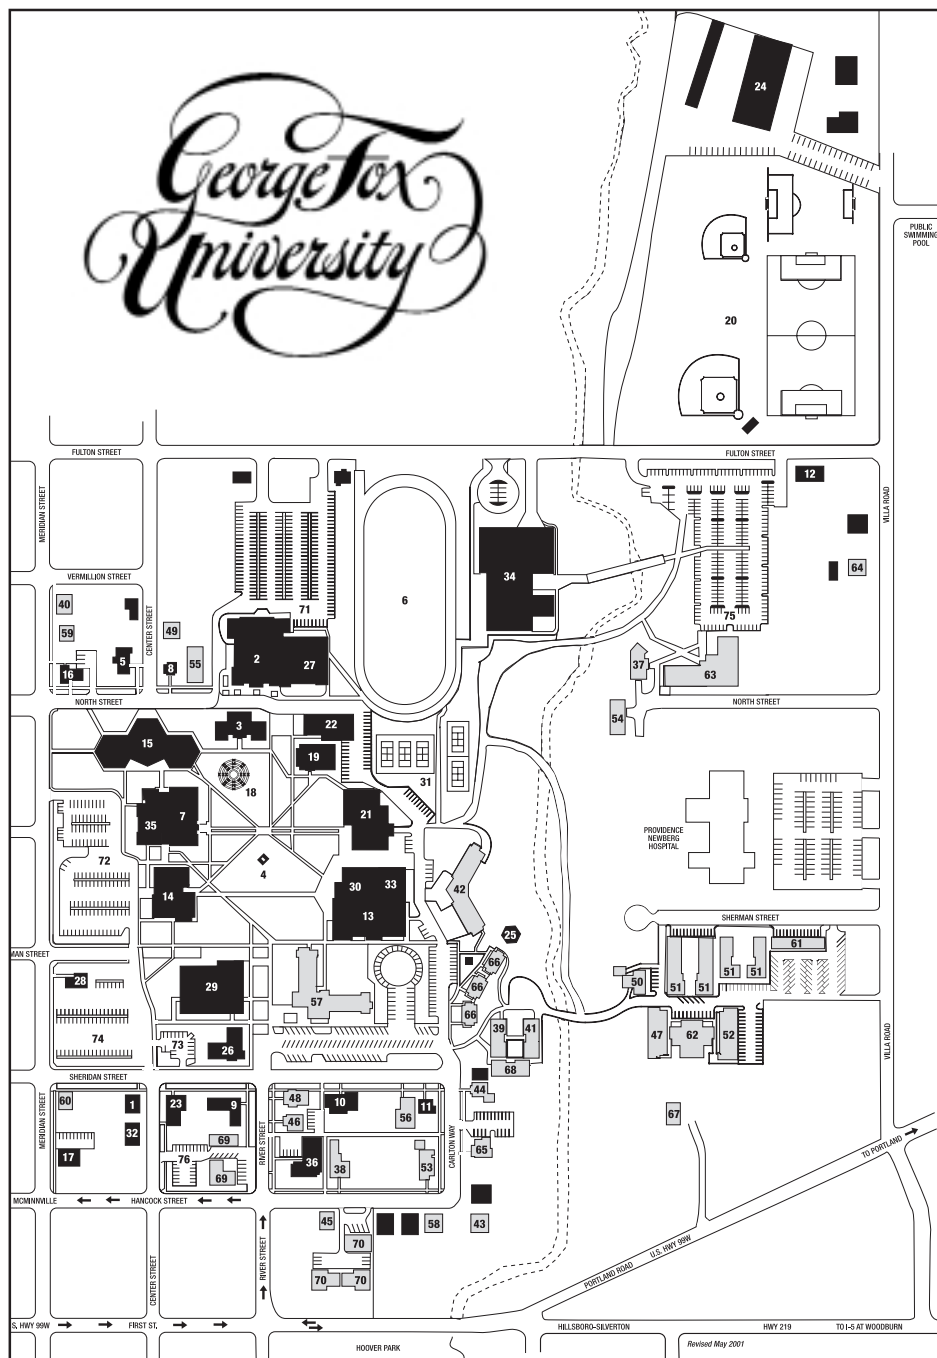 George Fox
University
24
PUBLIC
SWIMMING
POOL
20
FULTON STREET
FULTON STREET
12
MERIDIAN STREET
VILLA ROAD
VERMILLION STREET
34
64
40
6
71
75
CENTER STREET
59
49
5
55
2
27
37
16
8
63
NORTH STREET
NORTH STREET
54
3
22
15
19
31
18
7
21
35
PROVIDENCE
NEWBERG
HOSPITAL
72
4
42
30
33
14
13
SHERMAN STREET
25
61
MAN STREET
66
51
51
28
50
51
51
29
66
57
66
74
73
26
39
41
47
62
52
VILLA ROAD
68
SHERIDAN STREET
44
MERIDIAN STREET
60
1
23
9
48
10
56
11
67
32
46
RIVER STREET
69
CARLTON WAY
65
17
76
36
TO PORTLAND
69
38
53
MCMINNVILLE
HANCOCK STREET
45
58
43
70
U.S. HWY 99W
CENTER STREET
RIVER STREET
70
70
PORTLAND ROAD
S, HWY 99W
FIRST ST,
HILLSBORO-SILVERTON
HWY 219
TO I-5 AT WOODBURN
HOOVER PARK
Revised May 2001